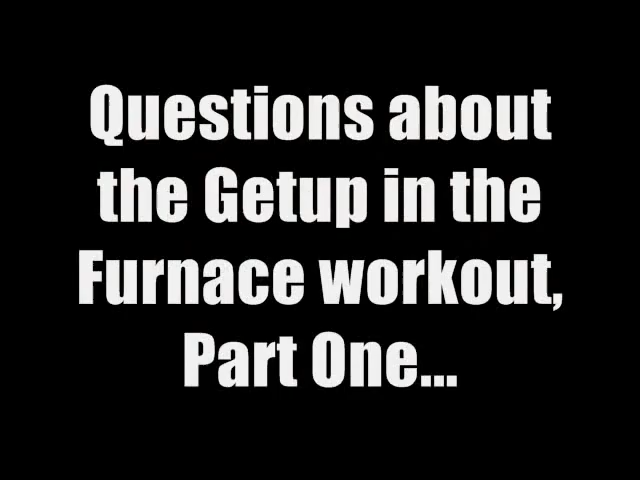 Questions about
the Getup in the
Furnace workout,
Part One...